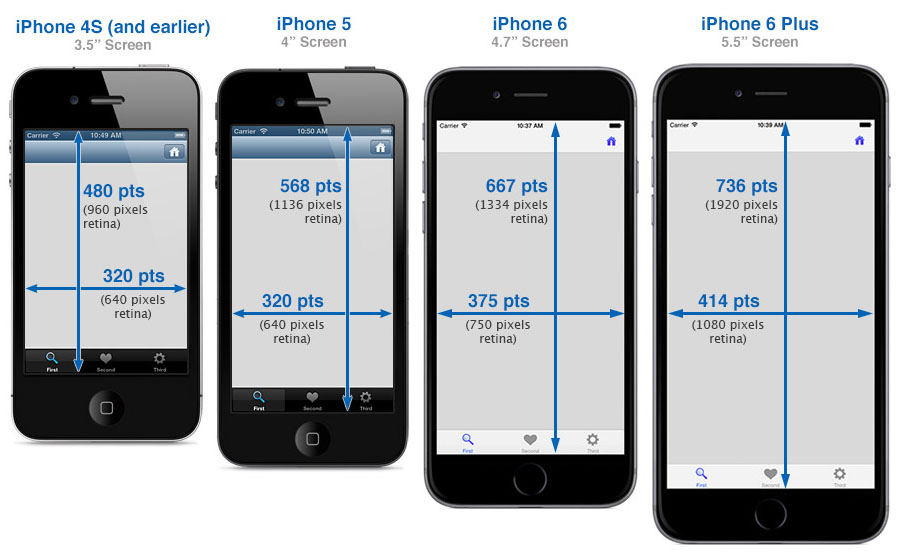 iPhone 4S (and earlier)
3.5” Screen
Carrier
10:49 AM
480 pts
(960 pixels
retina)
320 pts
(640 pixels
retina)
First
Second
Third
iPhone 5
4” Screen
Carrier
10:50 AM
568 pts
(1136 pixels
retina)
320 pts
(640 pixels
retina)
First
Second
Third
iPhone 6
4.7” Screen
Carrier
10:37 AM
667 pts
(1334 pixels
retina)
375 pts
(750 pixels
retina)
First
Second
Third
iPhone 6 Plus
5.5” Screen
Carrier
10:39 AM
736 pts
(1920 pixels
retina)
414 pts
(1080 pixels
retina)
First
Second
Third